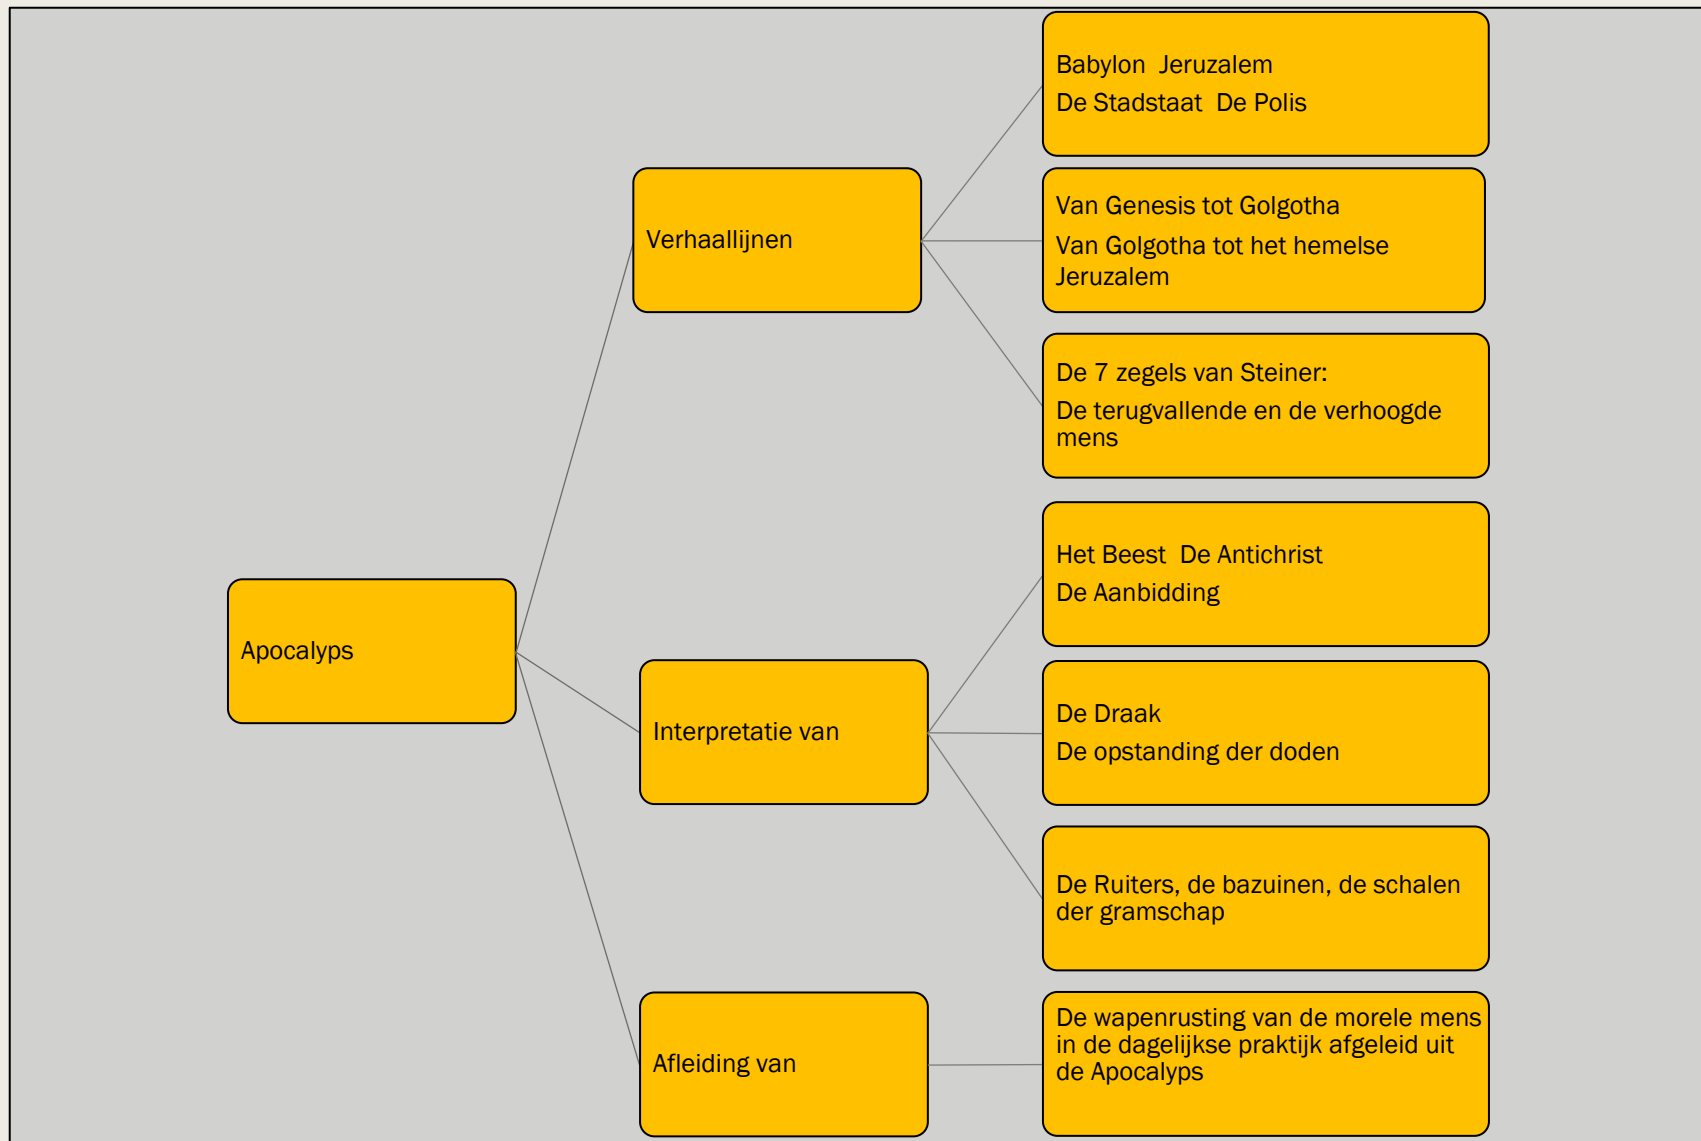 Babylon  Jeruzalem
De Stadstaat  De Polis
Verhaallijnen
Van Genesis tot Golgotha
Van Golgotha tot het hemelse
Jeruzalem
De 7 zegels van Steiner:
De terugvallende en de verhoogde
mens
Apocalyps
Interpretatie van
Het Beest  De Antichrist
De Aanbidding
De Draak
De opstanding der doden
De Ruiters, de bazuinen, de schalen
der gramschap
Afleiding van
De wapenrusting van de morele mens
in de dagelijkse praktijk afgeleid uit
de Apocalyps